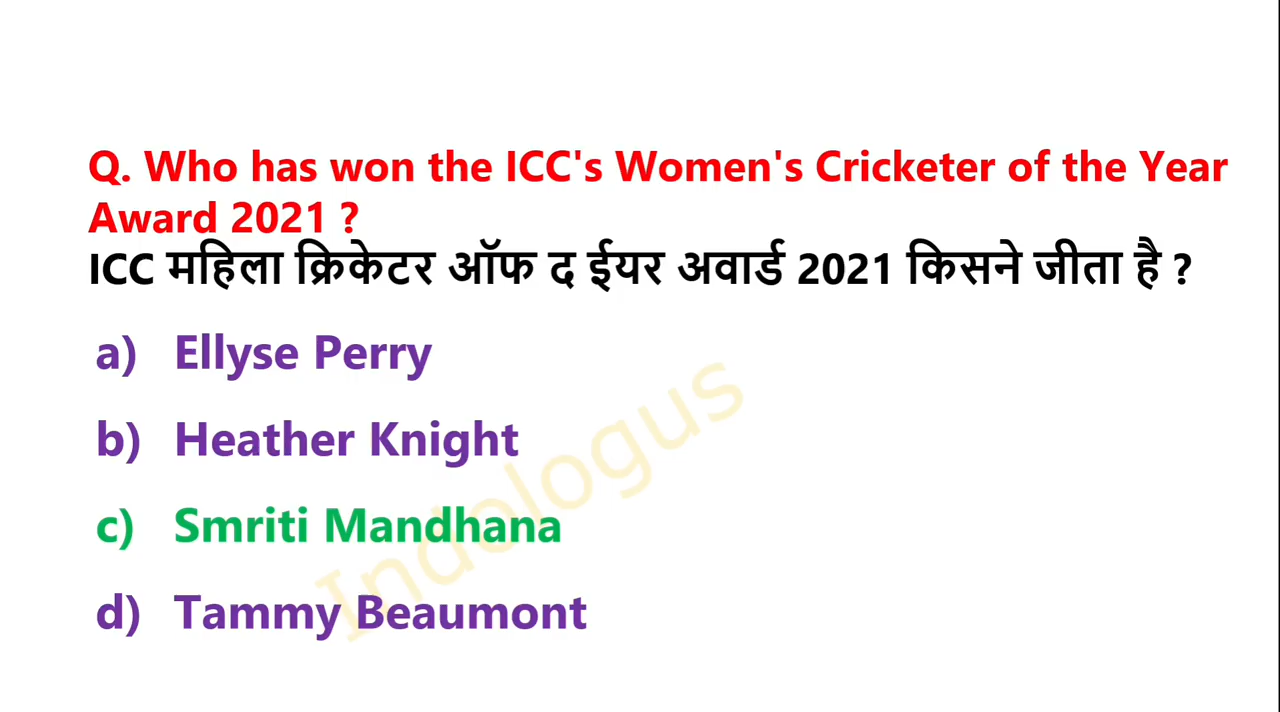 Q. Who has won the ICC's Women's Cricketer of the Year
Award 2021 ?
ICC महिला क्रिकेटर ऑफ द ईयर अवार्ड 2021 किसने जीता है ?
a) Ellyse Perry
b) Heather Knight
c) Smriti Mandhana
d) Tammy Beaumont
Indologus